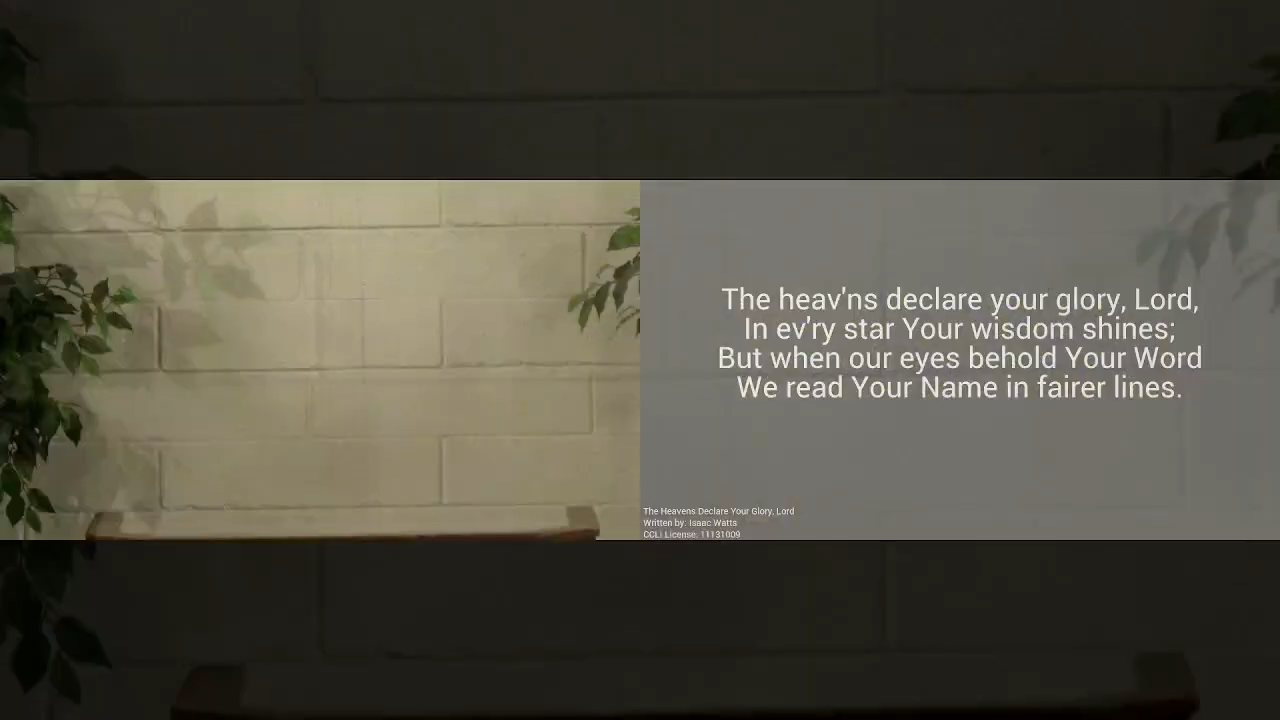 The heav'ns declare your glory, Lord,
In ev'ry star Your wisdom shines;
But when our eyes behold Your Word
We read Your Name in fairer lines.
The Heavens Declare Your Glory, Lord
Written by: Isaac Watts
CCLI License: 11131009